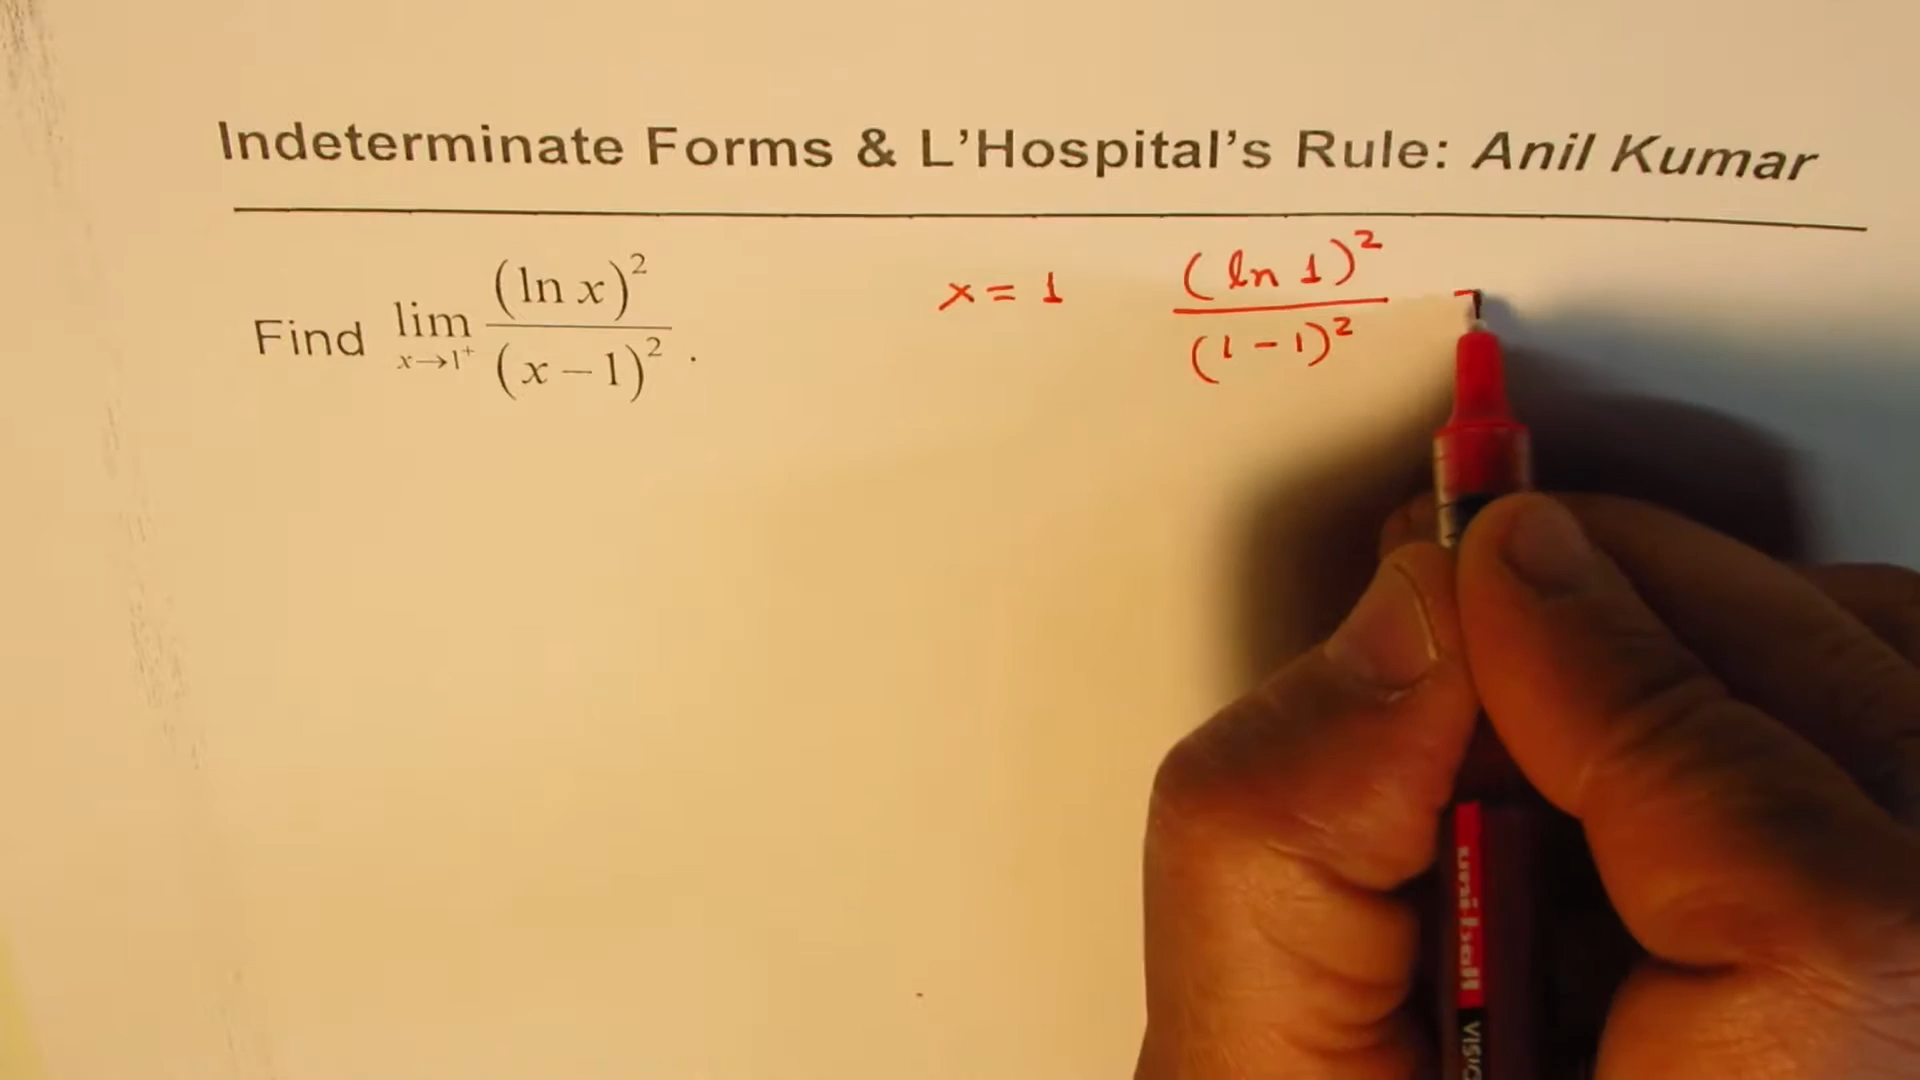 Indeterminate Forms & L’Hospital’s Rule: Anil Kumar
Find lim x→1⁺ (ln x)² / (x – 1)² .
x = 1 (ln 1)² / (1 - 1)²
uni-ball